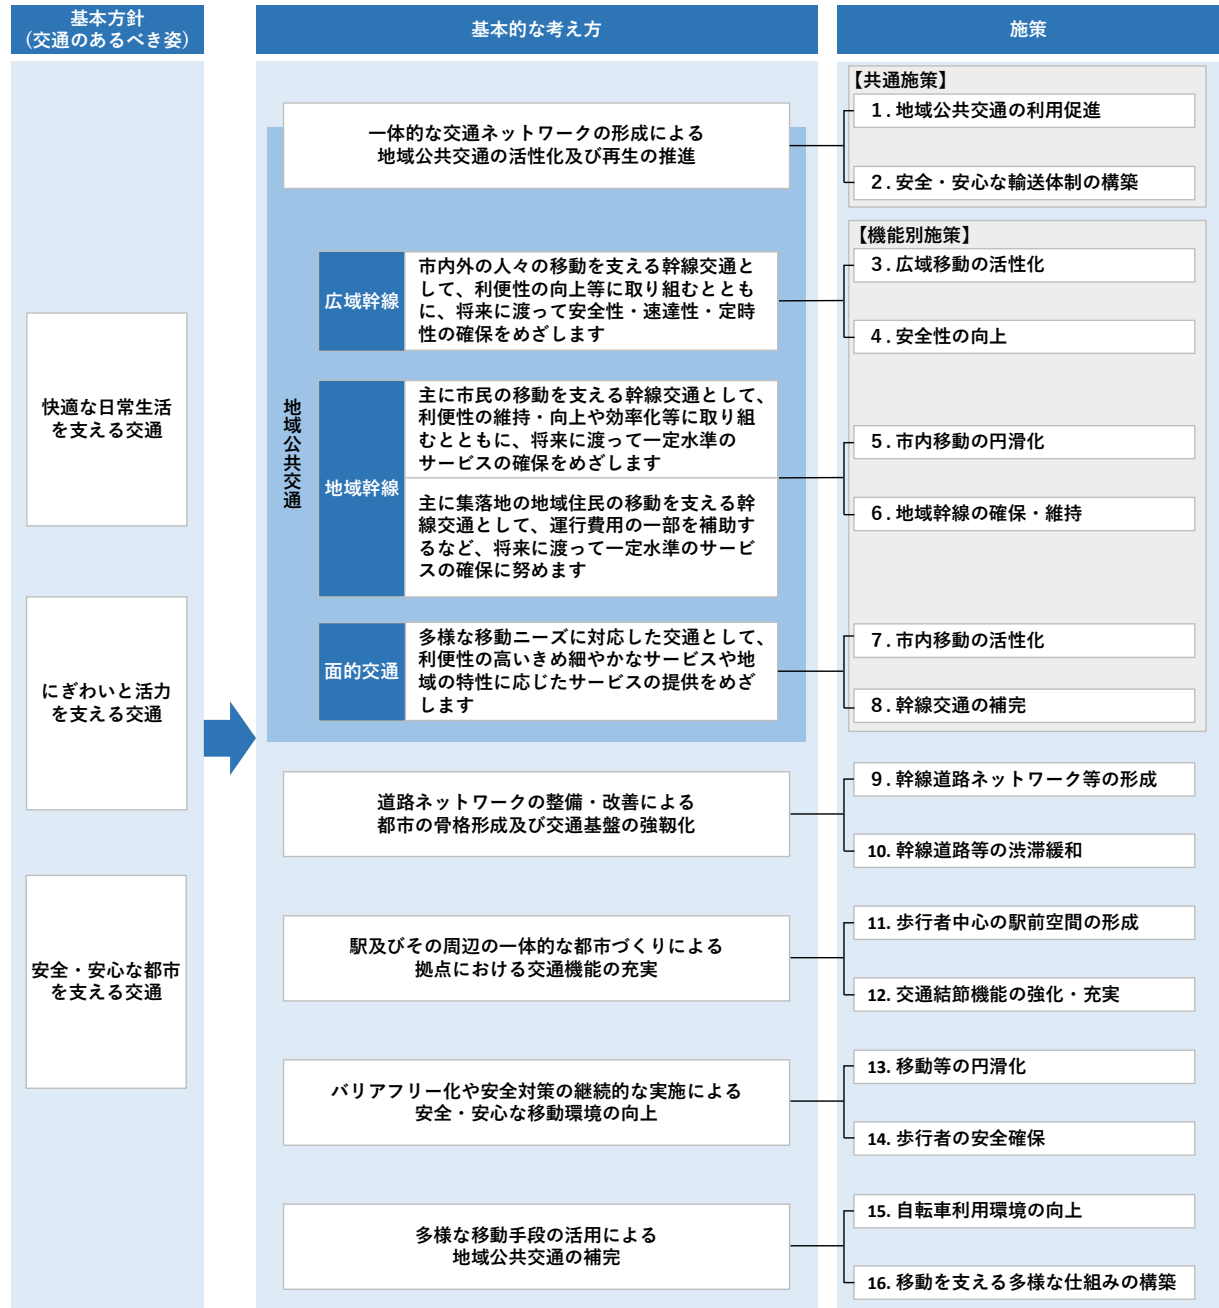 基本方針
(交通のあるべき姿)
基本的な考え方
施策
快適な日常生活
を支える交通
にぎわいと活力
を支える交通
安全・安心な都市
を支える交通
一体的な交通ネットワークの形成による
地域公共交通の活性化及び再生の推進
地域公共交通
広域幹線
市内外の人々の移動を支える幹線交通と
して、利便性の向上等に取り組むととも
に、将来に渡って安全性・速達性・定時
性の確保をめざします
地域幹線
主に市民の移動を支える幹線交通として、
利便性の維持・向上や効率化等に取り組
むとともに、将来に渡って一定水準の
サービスの確保をめざします
主に集落地の地域住民の移動を支える幹
線交通として、運行費用の一部を補助す
るなど、将来に渡って一定水準のサービ
スの確保に努めます
面的交通
多様な移動ニーズに対応した交通として、
利便性の高いきめ細やかなサービスや地
域の特性に応じたサービスの提供をめざ
します
道路ネットワークの整備・改善による
都市の骨格形成及び交通基盤の強靱化
駅及びその周辺の一体的な都市づくりによる
拠点における交通機能の充実
バリアフリー化や安全対策の継続的な実施による
安全・安心な移動環境の向上
多様な移動手段の活用による
地域公共交通の補完
【共通施策】
１. 地域公共交通の利用促進
２. 安全・安心な輸送体制の構築
【機能別施策】
３. 広域移動の活性化
４. 安全性の向上
５. 市内移動の円滑化
６. 地域幹線の確保・維持
７. 市内移動の活性化
８. 幹線交通の補完
９. 幹線道路ネットワーク等の形成
10. 幹線道路等の渋滞緩和
11. 歩行者中心の駅前空間の形成
12. 交通結節機能の強化・充実
13. 移動等の円滑化
14. 歩行者の安全確保
15. 自転車利用環境の向上
16. 移動を支える多様な仕組みの構築